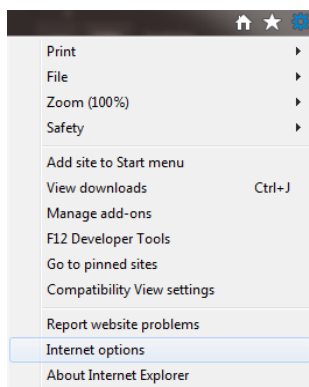 Print
File
Zoom (100%)
Safety
Add site to Start menu
View downloads Ctrl+J
Manage add-ons
F12 Developer Tools
Go to pinned sites
Compatibility View settings
Report website problems
Internet options
About Internet Explorer